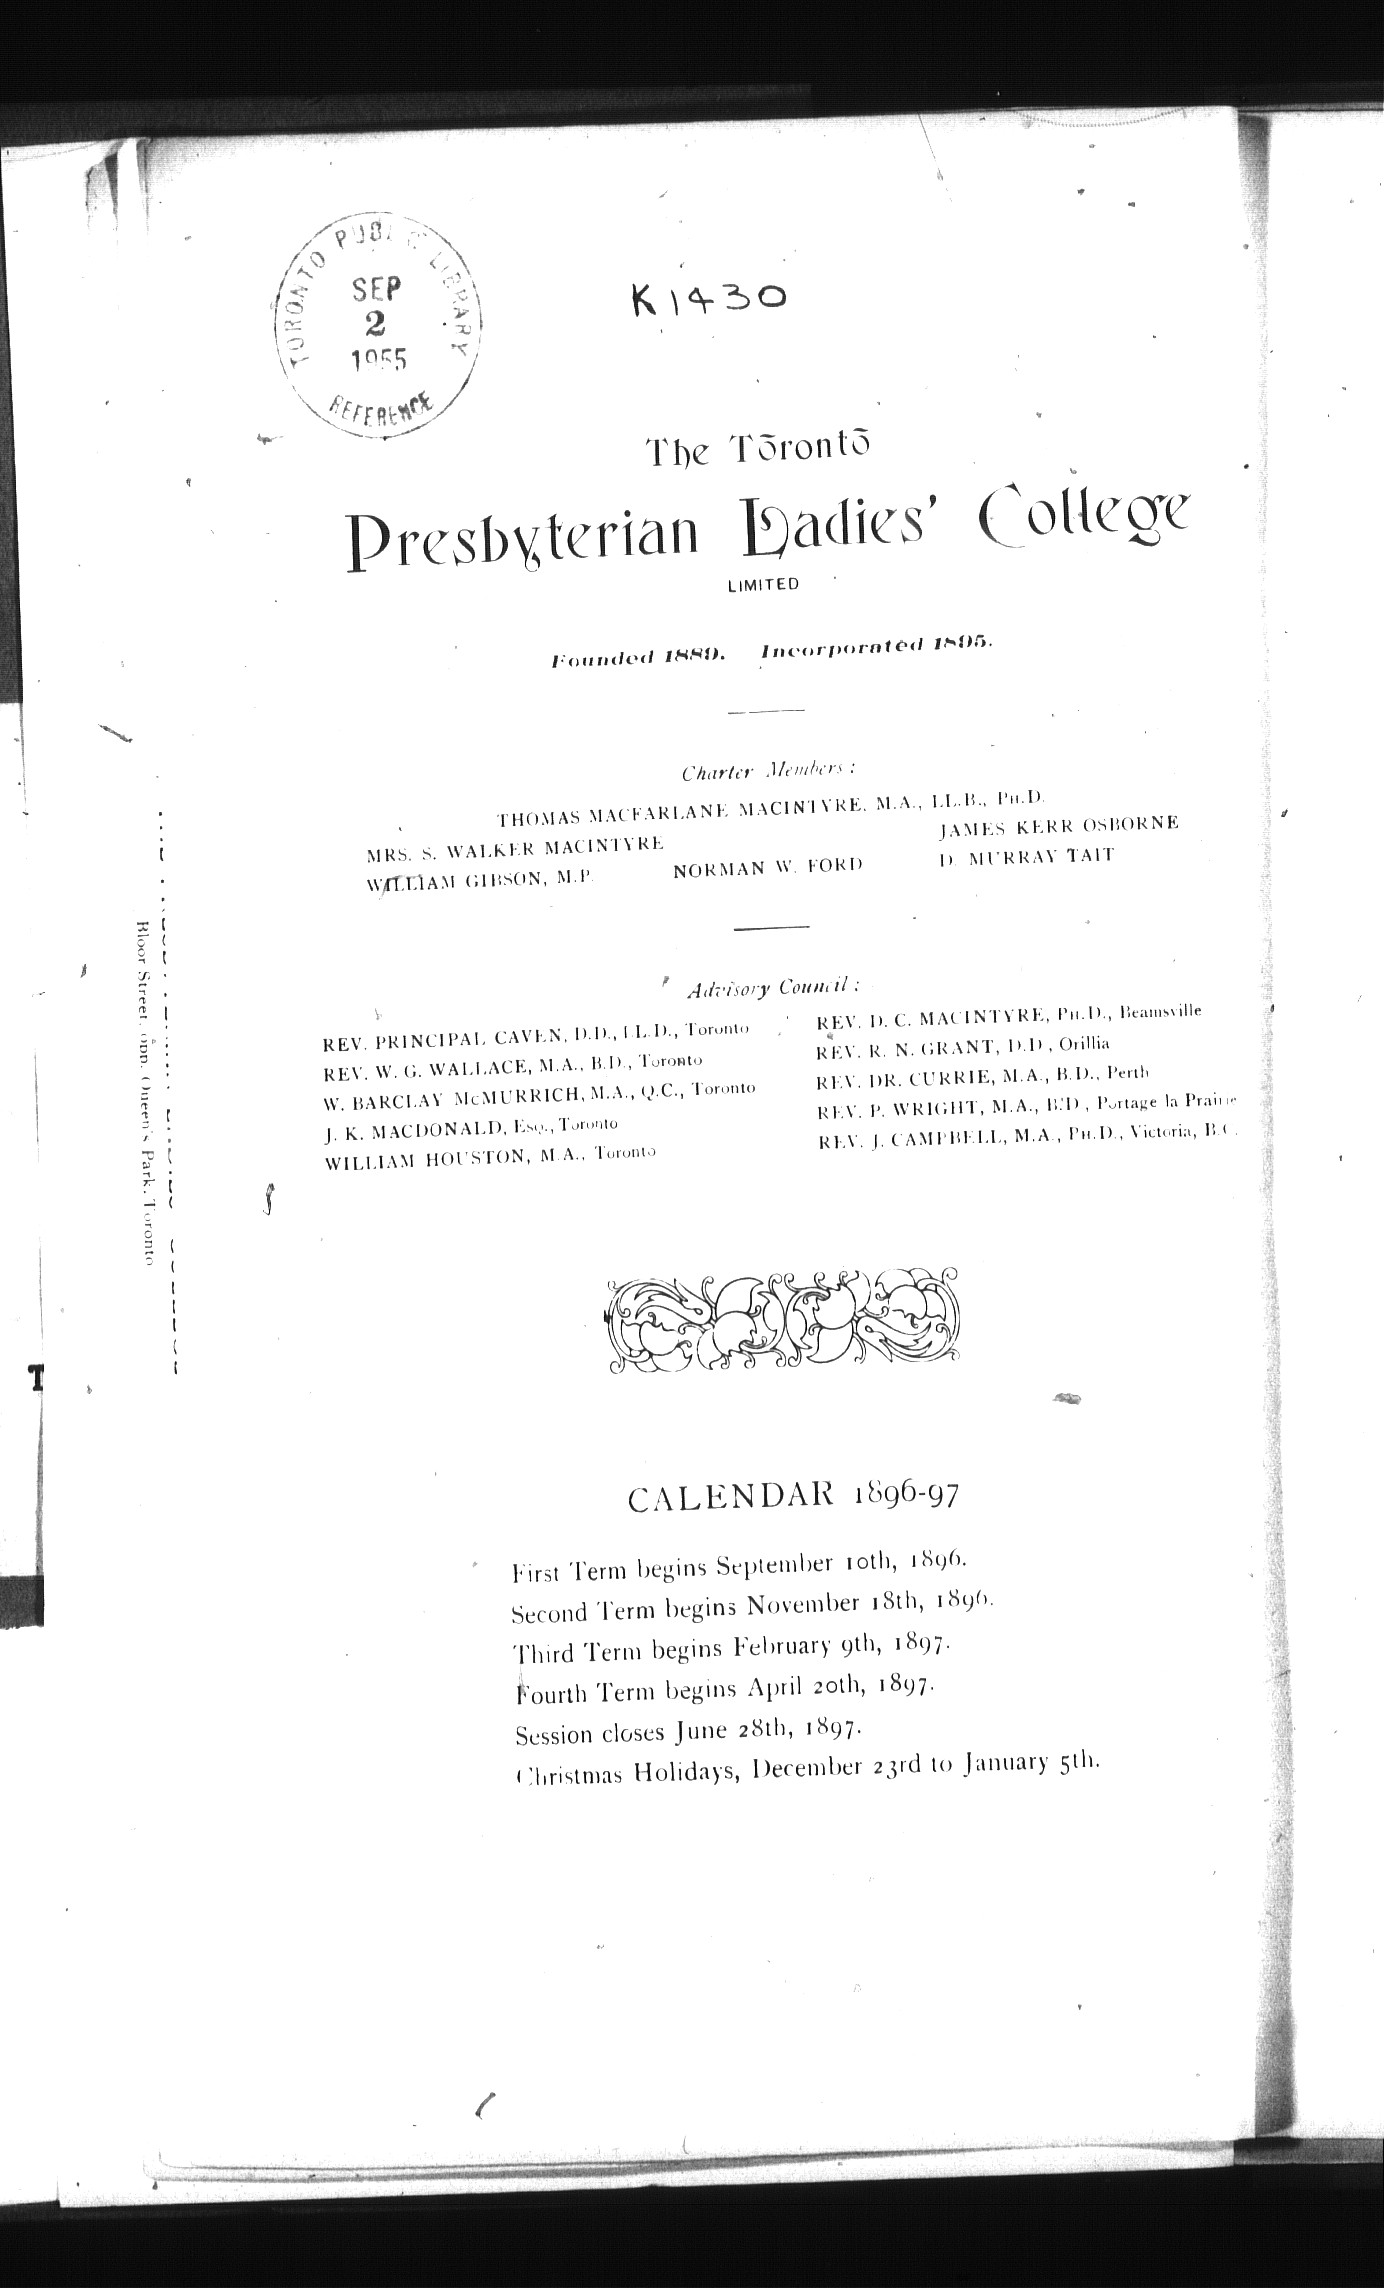 TORONTO PUBLIC LIBRARY
SEP
2
1955
REFERENCE
K1430
The Tōrontō
Presbyterian Ladies' College
LIMITED
Founded 1889. Incorporated 1895.
Charter Members:
THOMAS MACFARLANE MACINTYRE, M.A., LL.B., PH.D.
MRS. S. WALKER MACINTYRE JAMES KERR OSBORNE
WILLIAM GIBSON, M.P. NORMAN W. FORD D. MURRAY TAIT
Advisory Council:
REV. PRINCIPAL CAVEN, D.D., LL.D., Toronto
REV. W. G. WALLACE, M.A., B.D., Toronto
W. BARCLAY McMURRICH, M.A., Q.C., Toronto
J. K. MACDONALD, Esq., Toronto
WILLIAM HOUSTON, M.A., Toronto
REV. D. C. MACINTYRE, PH.D., Beamsville
REV. R. N. GRANT, D.D., Orillia
REV. DR. CURRIE, M.A., B.D., Perth
REV. P. WRIGHT, M.A., B.D., Portage la Prairie
REV. J. CAMPBELL, M.A., PH.D., Victoria, B.C.
CALENDAR 1896-97
First Term begins September 10th, 1896.
Second Term begins November 18th, 1896.
Third Term begins February 9th, 1897.
Fourth Term begins April 20th, 1897.
Session closes June 28th, 1897.
Christmas Holidays, December 23rd to January 5th.
Bloor Street, opp. Queen's Park, Toronto
T